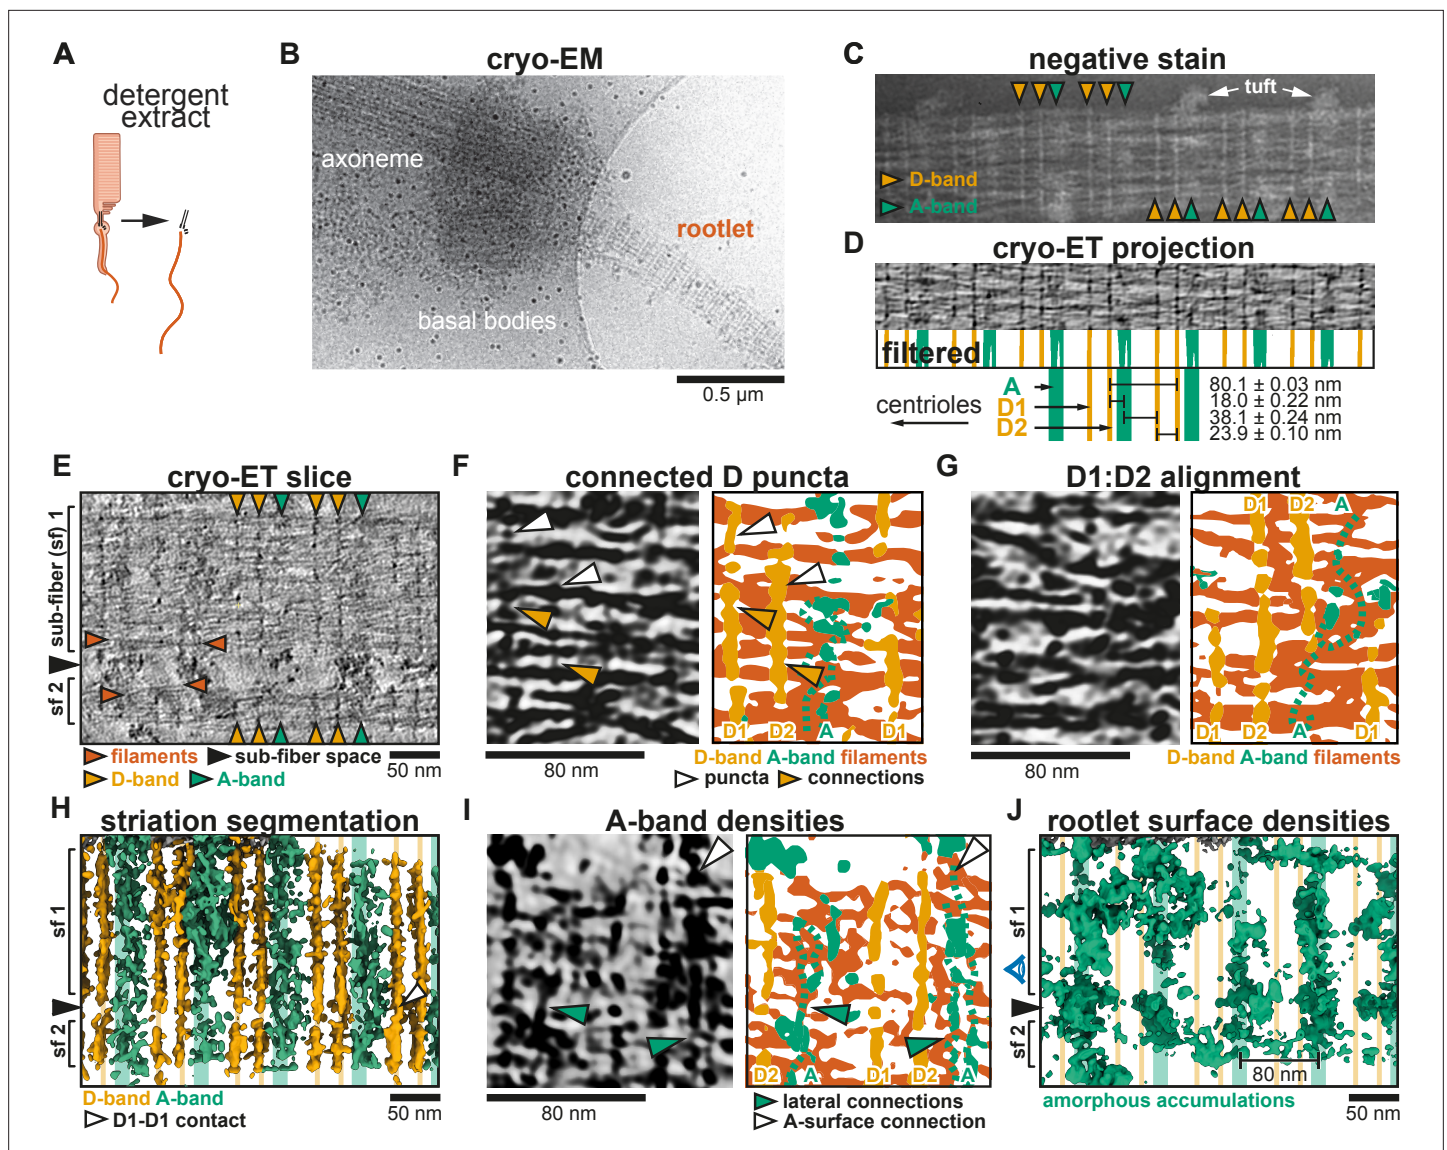 A
detergent
extract
B
cryo-EM
axoneme
rootlet
basal bodies
0.5 µm
C
negative stain
tuft
D-band
A-band
D
cryo-ET projection
filtered
A
D1
D2
centrioles
80.1 ± 0.03 nm
18.0 ± 0.22 nm
38.1 ± 0.24 nm
23.9 ± 0.10 nm
E
cryo-ET slice
sub-fiber (sf) 1
sf 2
filaments
sub-fiber space
D-band
A-band
50 nm
F
connected D puncta
D1
D2
A
D1
80 nm
D-band A-band filaments
puncta
connections
G
D1:D2 alignment
D1
D2
A
D1
D2
A
D1
80 nm
D-band A-band filaments
H
striation segmentation
sf 1
sf 2
D-band A-band
D1-D1 contact
50 nm
I
A-band densities
D2
A
D1
D2
A
80 nm
lateral connections
A-surface connection
J
rootlet surface densities
sf 1
sf 2
80 nm
amorphous accumulations
50 nm